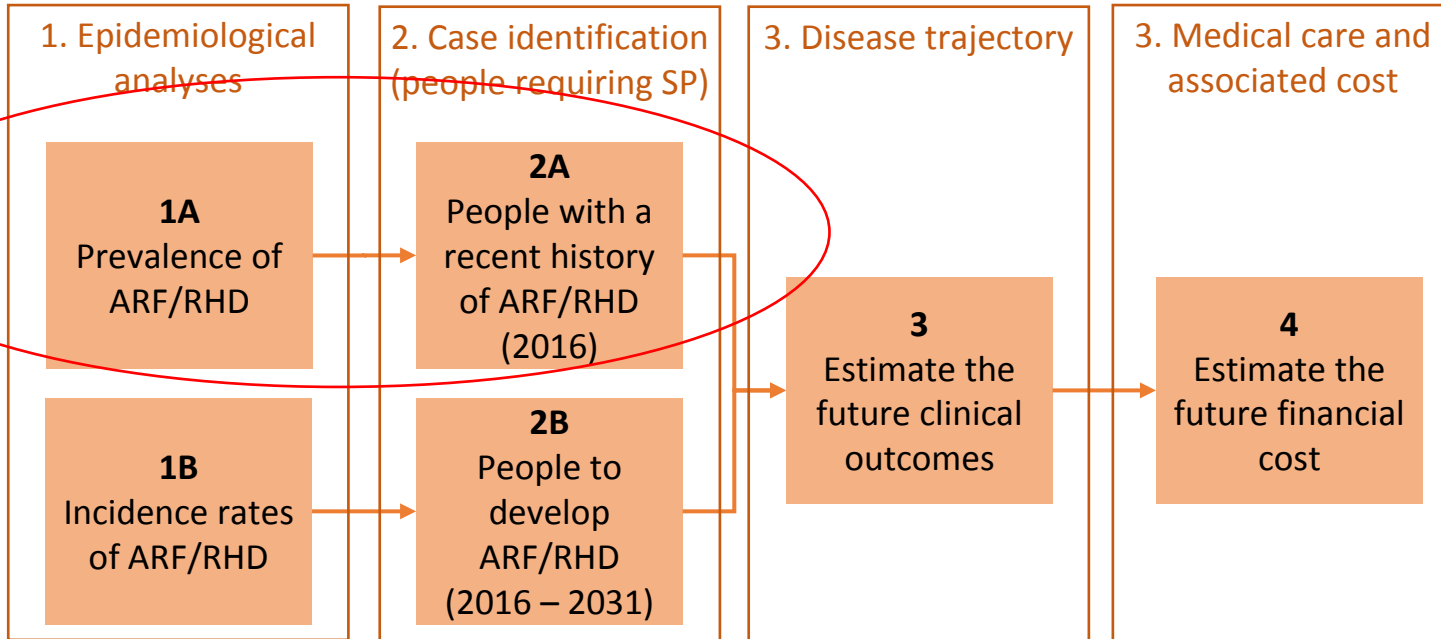 1. Epidemiological
analyses
1A
Prevalence of
ARF/RHD
1B
Incidence rates
of ARF/RHD
2. Case identification
(people requiring SP)
2A
People with a
recent history
of ARF/RHD
(2016)
2B
People to
develop
ARF/RHD
(2016 – 2031)
3. Disease trajectory
3
Estimate the
future clinical
outcomes
3. Medical care and
associated cost
4
Estimate the
future financial
cost